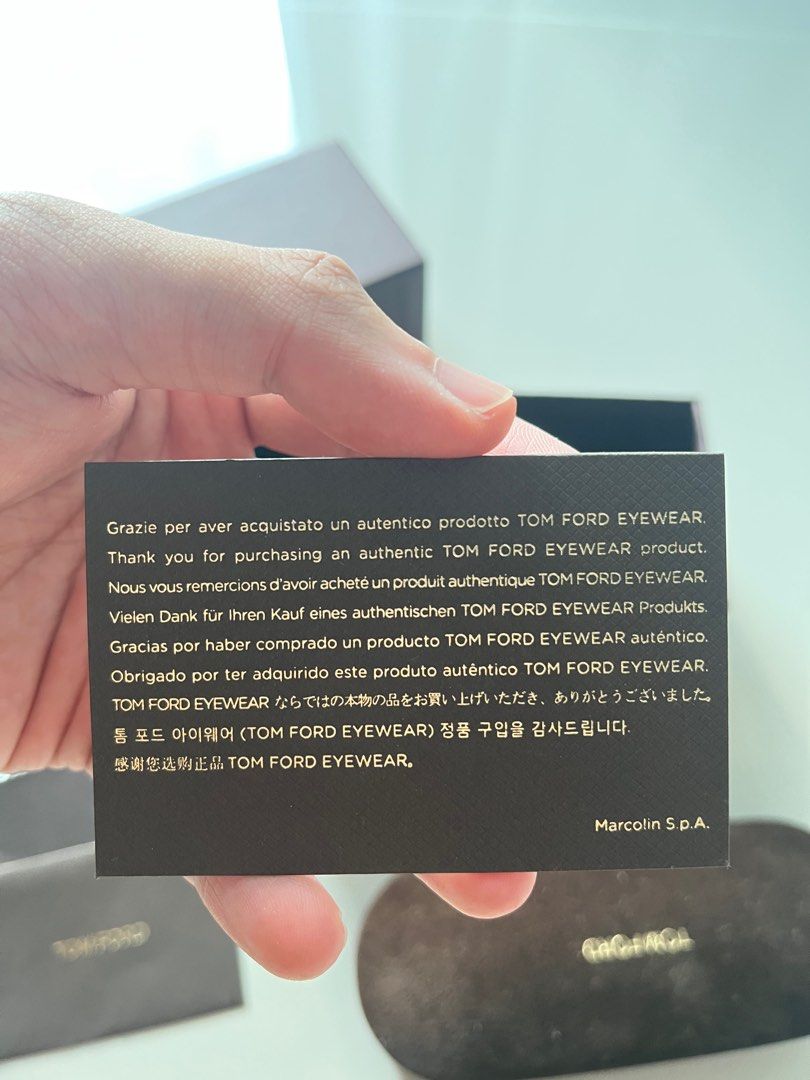 Grazie per aver acquistato un autentico prodotto TOM FORD EYEWEAR.
Thank you for purchasing an authentic TOM FORD EYEWEAR product.
Nous vous remercions d'avoir acheté un produit authentique TOM FORD EYEWEAR.
Vielen Dank für Ihren Kauf eines authentischen TOM FORD EYEWEAR Produkts.
Gracias por haber comprado un producto TOM FORD EYEWEAR auténtico.
Obrigado por ter adquirido este produto autêntico TOM FORD EYEWEAR.
TOM FORD EYEWEAR ならではの本物の品をお買い上げいただき、ありがとうございました。
톰 포드 아이웨어 (TOM FORD EYEWEAR) 정품 구입을 감사드립니다.
感谢您选购正品 TOM FORD EYEWEAR。
Marcolin S.p.A.